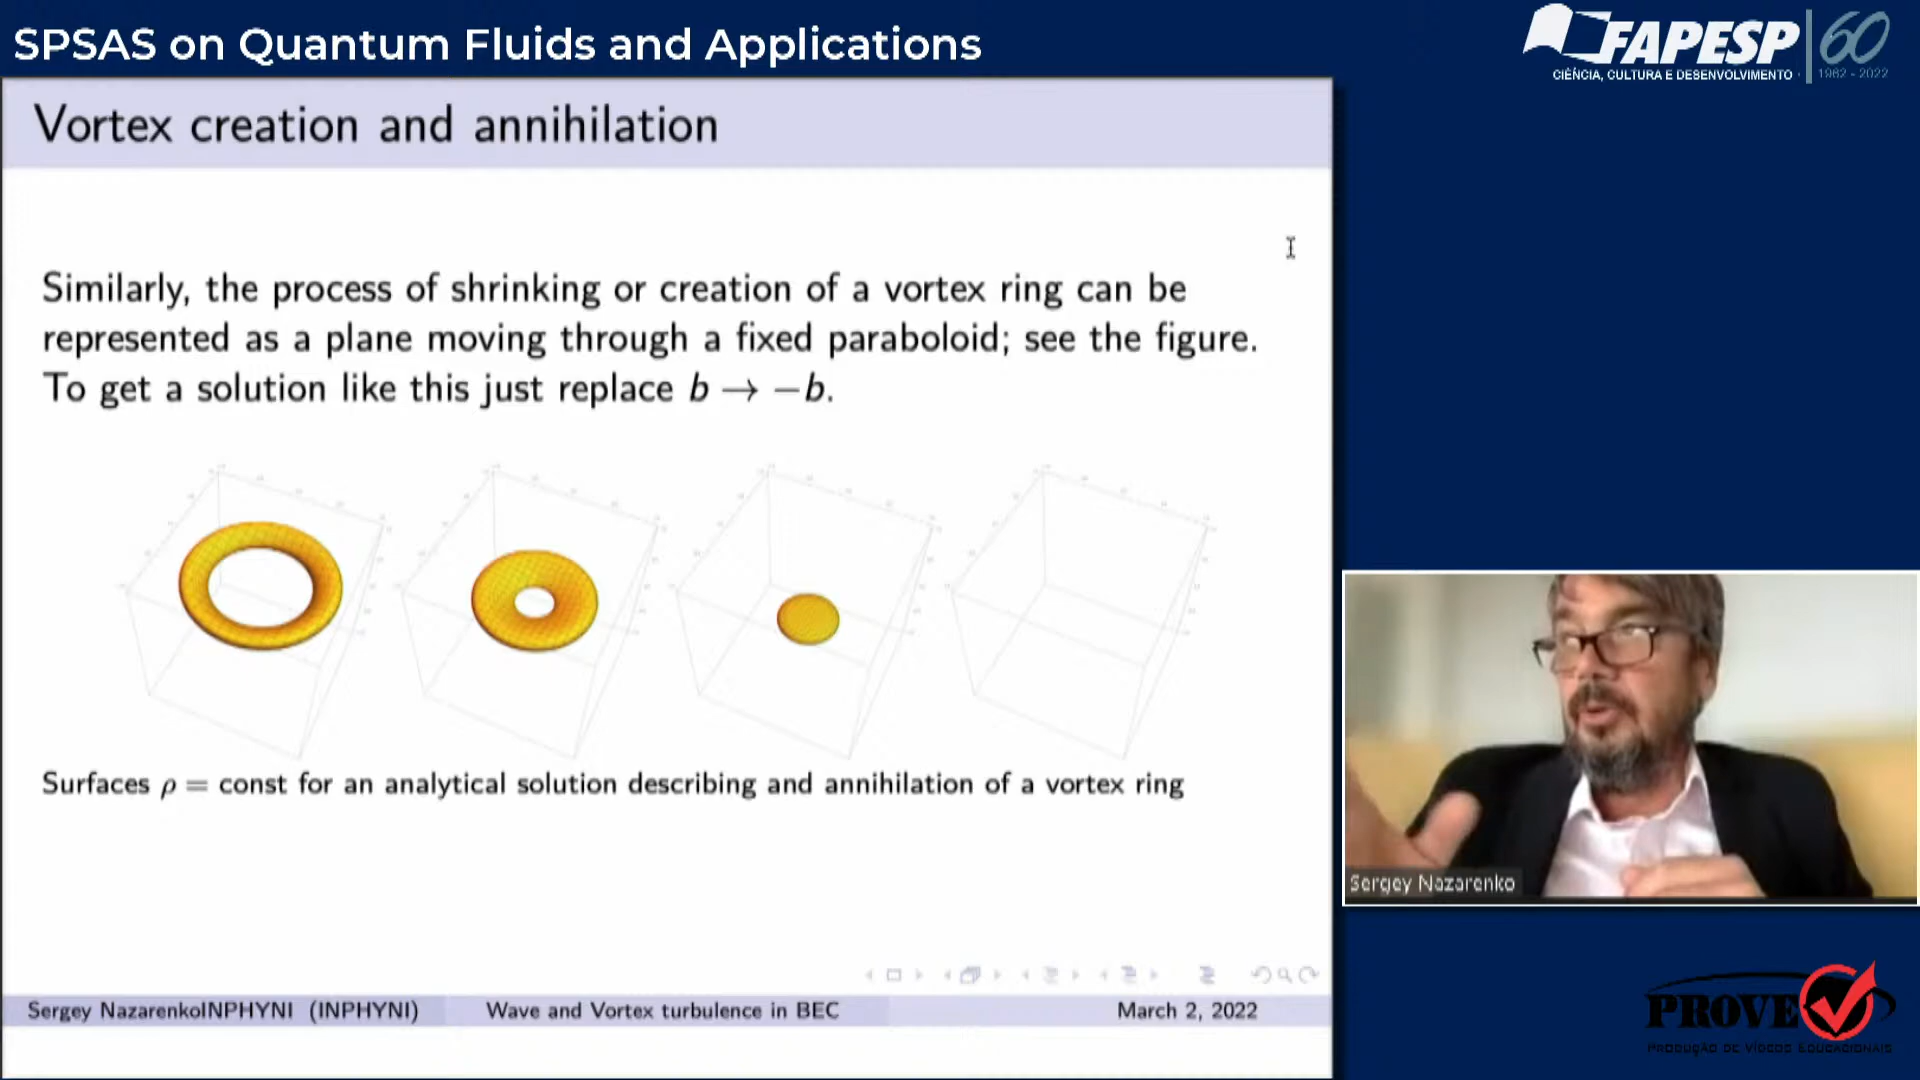 SPSAS on Quantum Fluids and Applications
FAPESP 60
CIÊNCIA, CULTURA E DESENVOLVIMENTO
1962 - 2022
Vortex creation and annihilation
Similarly, the process of shrinking or creation of a vortex ring can be
represented as a plane moving through a fixed paraboloid; see the figure.
To get a solution like this just replace b → −b.
Surfaces ρ = const for an analytical solution describing and annihilation of a vortex ring
Sergey Nazarenko
Sergey NazarenkoINPHYNI (INPHYNI)
Wave and Vortex turbulence in BEC
March 2, 2022
PROVE
PRODUÇÃO DE VÍDEOS EDUCACIONAIS